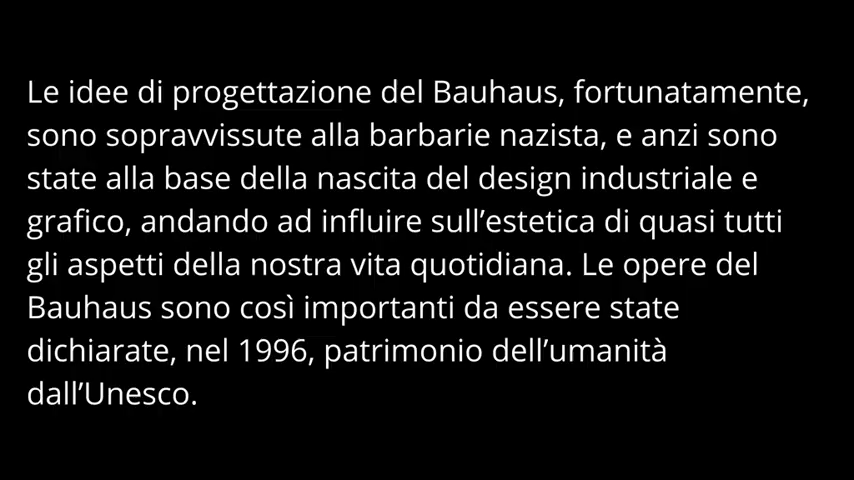 Le idee di progettazione del Bauhaus, fortunatamente,
sono sopravvissute alla barbarie nazista, e anzi sono
state alla base della nascita del design industriale e
grafico, andando ad influire sull’estetica di quasi tutti
gli aspetti della nostra vita quotidiana. Le opere del
Bauhaus sono così importanti da essere state
dichiarate, nel 1996, patrimonio dell’umanità
dall’Unesco.